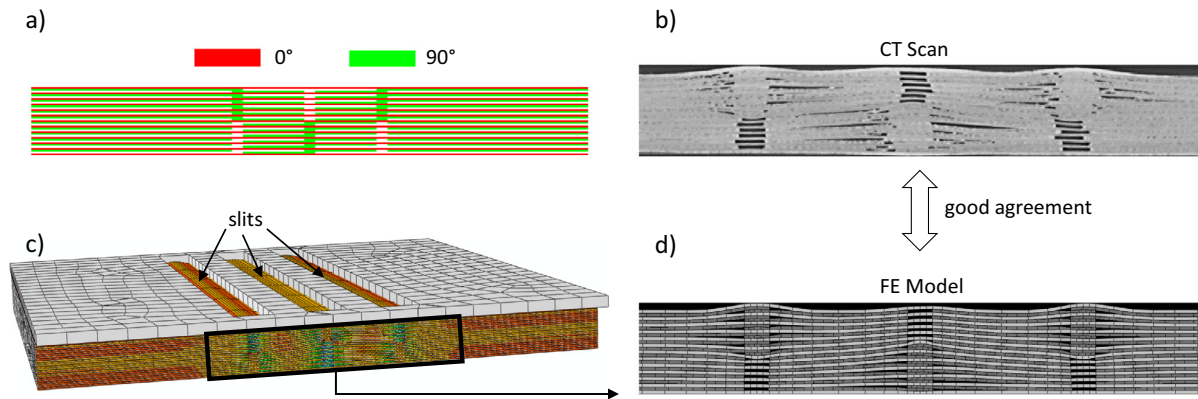 a)
0°
90°
b)
CT Scan
good agreement
c)
slits
d)
FE Model